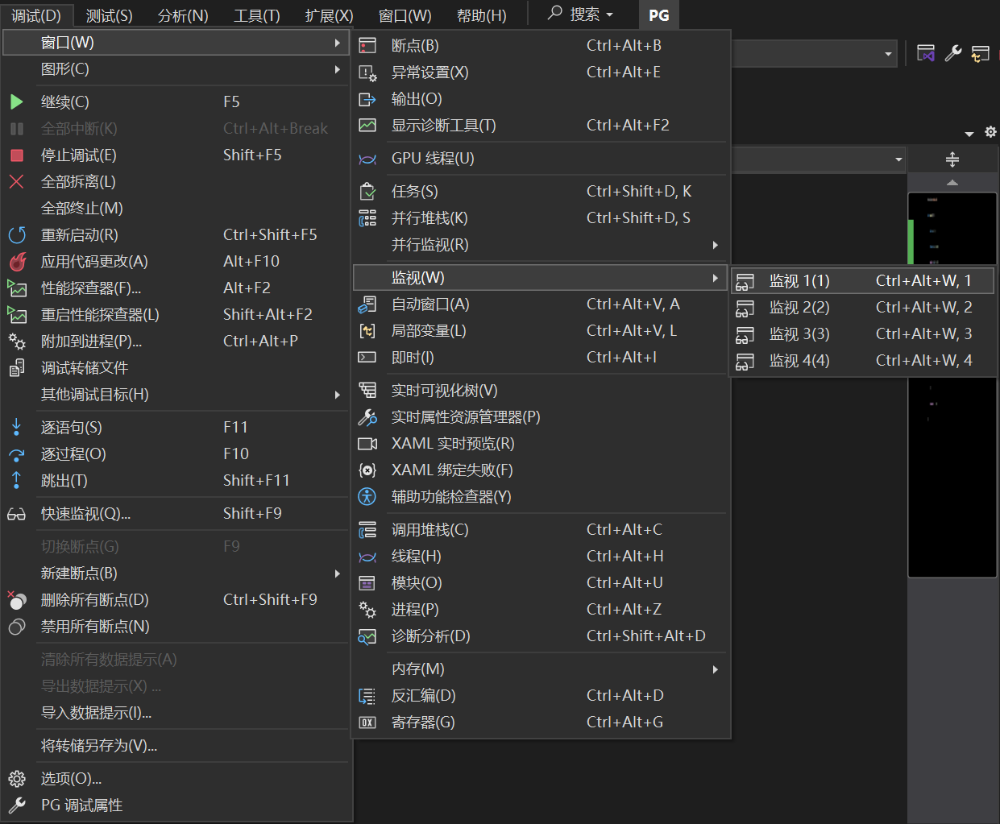 调试(D) 测试(S) 分析(N) 工具(T) 扩展(X) 窗口(W) 帮助(H) 搜索 PG
窗口(W)
图形(C)
继续(C) F5
全部中断(K) Ctrl+Alt+Break
停止调试(E) Shift+F5
全部拆离(L)
全部终止(M)
重新启动(R) Ctrl+Shift+F5
应用代码更改(A) Alt+F10
性能探查器(F)... Alt+F2
重启性能探查器(L) Shift+Alt+F2
附加到进程(P)... Ctrl+Alt+P
调试转储文件
其他调试目标(H)
逐语句(S) F11
逐过程(O) F10
跳出(T) Shift+F11
快速监视(Q)... Shift+F9
切换断点(G) F9
新建断点(B)
删除所有断点(D) Ctrl+Shift+F9
禁用所有断点(N)
清除所有数据提示(A)
导出数据提示(X) ...
导入数据提示(I)...
将转储另存为(V)...
选项(O)...
PG 调试属性
断点(B) Ctrl+Alt+B
异常设置(X) Ctrl+Alt+E
输出(O)
显示诊断工具(T) Ctrl+Alt+F2
GPU 线程(U)
任务(S) Ctrl+Shift+D, K
并行堆栈(K) Ctrl+Shift+D, S
并行监视(R)
监视(W)
自动窗口(A) Ctrl+Alt+V, A
局部变量(L) Ctrl+Alt+V, L
即时(I) Ctrl+Alt+I
实时可视化树(V)
实时属性资源管理器(P)
XAML 实时预览(R)
XAML 绑定失败(F)
辅助功能检查器(Y)
调用堆栈(C) Ctrl+Alt+C
线程(H) Ctrl+Alt+H
模块(O) Ctrl+Alt+U
进程(P) Ctrl+Alt+Z
诊断分析(D) Ctrl+Shift+Alt+D
内存(M)
反汇编(D) Ctrl+Alt+D
寄存器(G) Ctrl+Alt+G
监视 1(1) Ctrl+Alt+W, 1
监视 2(2) Ctrl+Alt+W, 2
监视 3(3) Ctrl+Alt+W, 3
监视 4(4) Ctrl+Alt+W, 4